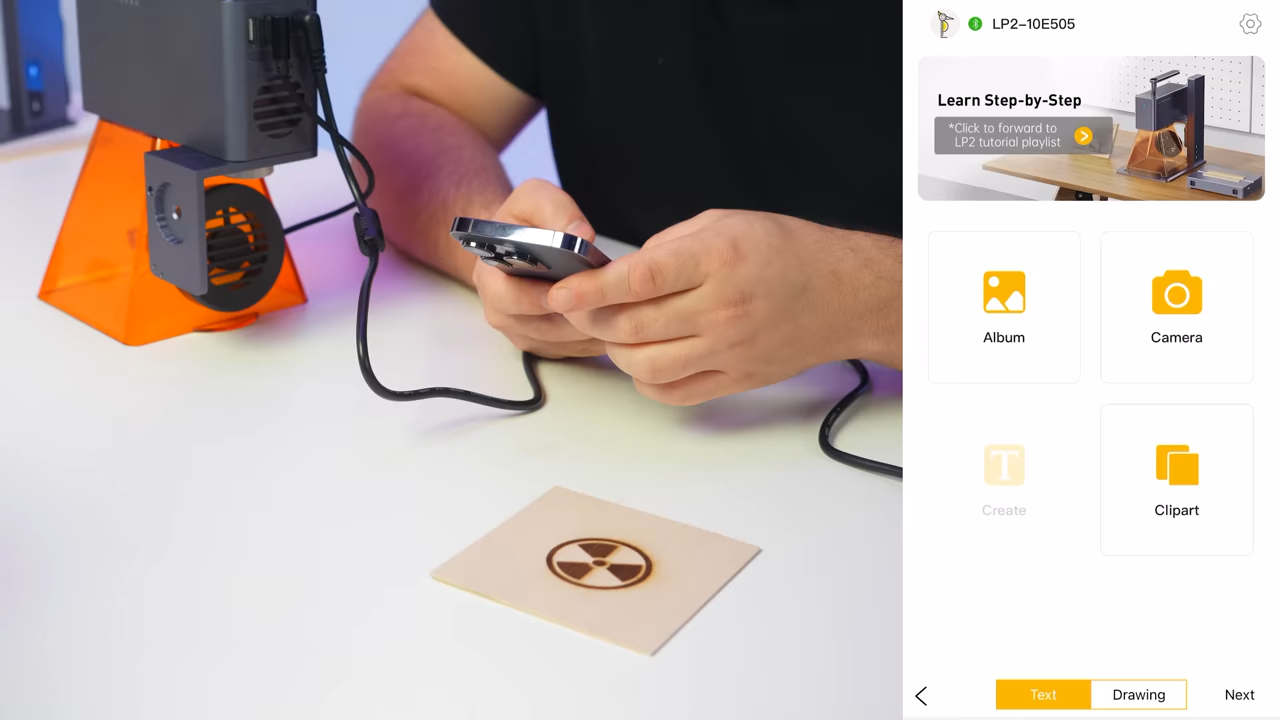 LP2-10E505
Learn Step-by-Step
*Click to forward to
LP2 tutorial playlist
Album
Camera
T
Create
Clipart
Text
Drawing
Next